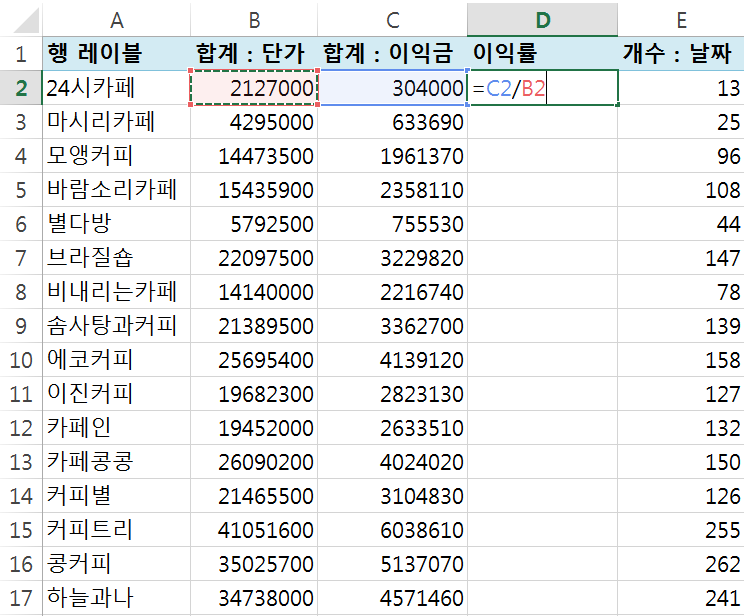 A B C D E
1 행 레이블 합계 : 단가 합계 : 이익금 이익률 개수 : 날짜
2 24시카페 2127000 304000 =C2/B2 13
3 마시리카페 4295000 633690 25
4 모앵커피 14473500 1961370 96
5 바람소리카페 15435900 2358110 108
6 별다방 5792500 755530 44
7 브라질숍 22097500 3229820 147
8 비내리는카페 14140000 2216740 78
9 솜사탕과커피 21389500 3362700 139
10 에코커피 25695400 4139120 158
11 이진커피 19682300 2823130 127
12 카페인 19452000 2633510 132
13 카페콩콩 26090200 4024020 150
14 커피별 21465500 3104830 126
15 커피트리 41051600 6038610 255
16 콩커피 35025700 5137070 262
17 하늘과나 34738000 4571460 241